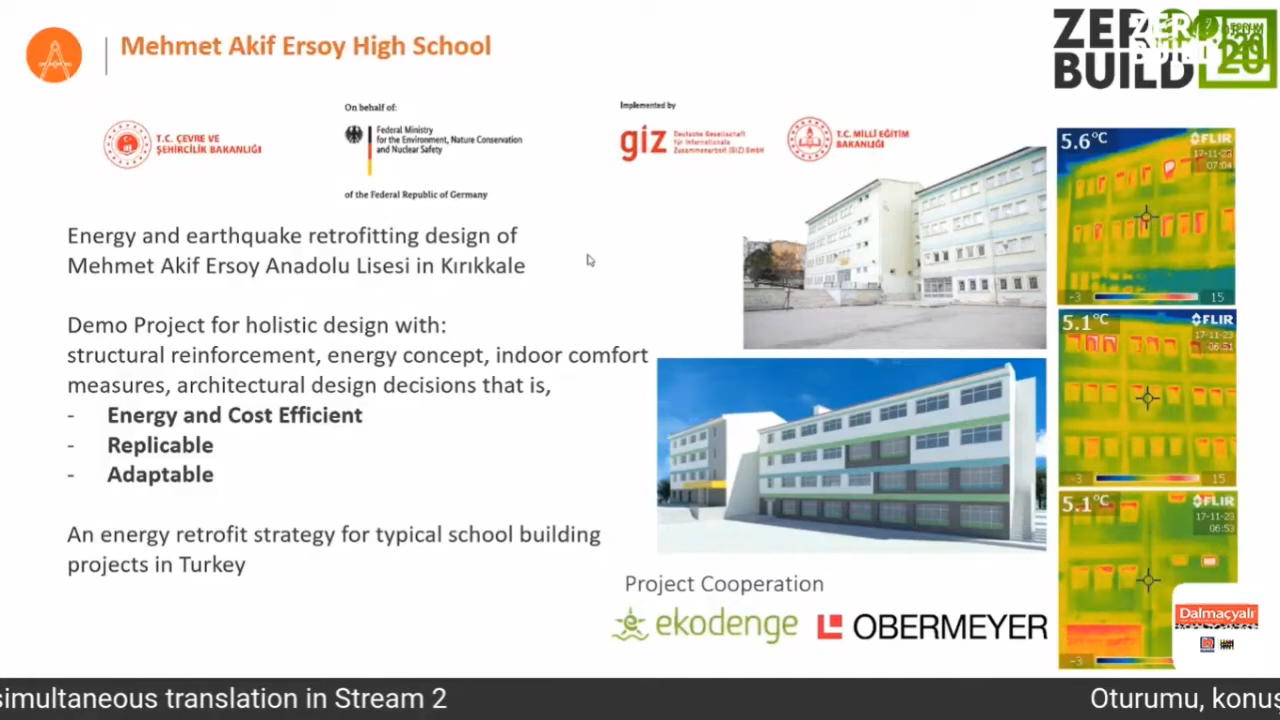 Mehmet Akif Ersoy High School
ZERO
BUILD
FORUM
20
20
T.C. ÇEVRE VE
ŞEHİRCİLİK BAKANLIĞI
On behalf of:
Federal Ministry
for the Environment, Nature Conservation
and Nuclear Safety
of the Federal Republic of Germany
Implemented by
giz Deutsche Gesellschaft
für Internationale
Zusammenarbeit (GIZ) GmbH
T.C. MİLLÎ EĞİTİM
BAKANLIĞI
Energy and earthquake retrofitting design of
Mehmet Akif Ersoy Anadolu Lisesi in Kırıkkale
Demo Project for holistic design with:
structural reinforcement, energy concept, indoor comfort
measures, architectural design decisions that is,
- Energy and Cost Efficient
- Replicable
- Adaptable
An energy retrofit strategy for typical school building
projects in Turkey
5.6°C
FLIR
17-11-23
07:04
-3 15
5.1°C
FLIR
17-11-23
06:51
-3 15
5.1°C
FLIR
17-11-23
06:53
-3
Project Cooperation
ekodenge
OBERMEYER
Dalmaçyalı
simultaneous translation in Stream 2
Oturumu, konuş